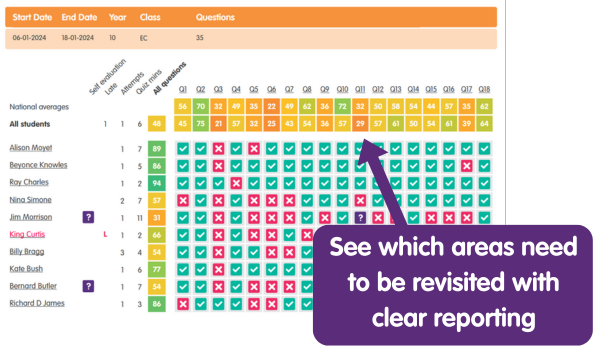 Start Date End Date Year Class Questions
06-01-2024 18-01-2024 10 EC 35
Self evaluation Late Attempts Quiz mins All questions Q1 Q2 Q3 Q4 Q5 Q6 Q7 Q8 Q9 Q10 Q11 Q12 Q13 Q14 Q15 Q16 Q17 Q18
National averages 56 70 32 49 35 22 49 62 36 72 32 50 58 54 44 57 35 62
All students 1 1 6 48 45 75 21 57 32 25 43 54 36 57 29 57 61 50 54 61 39 64
Alison Moyet 1 7 89
Beyonce Knowles 1 5 86
Ray Charles 1 2 94
Nina Simone 2 7 57
Jim Morrison ? 1 11 31 ?
King Curtis L 1 2 66
Billy Bragg 3 4 54
Kate Bush 1 6 77
Bernard Butler ? 1 7 54
Richard D James 1 3 86
See which areas need
to be revisited with
clear reporting